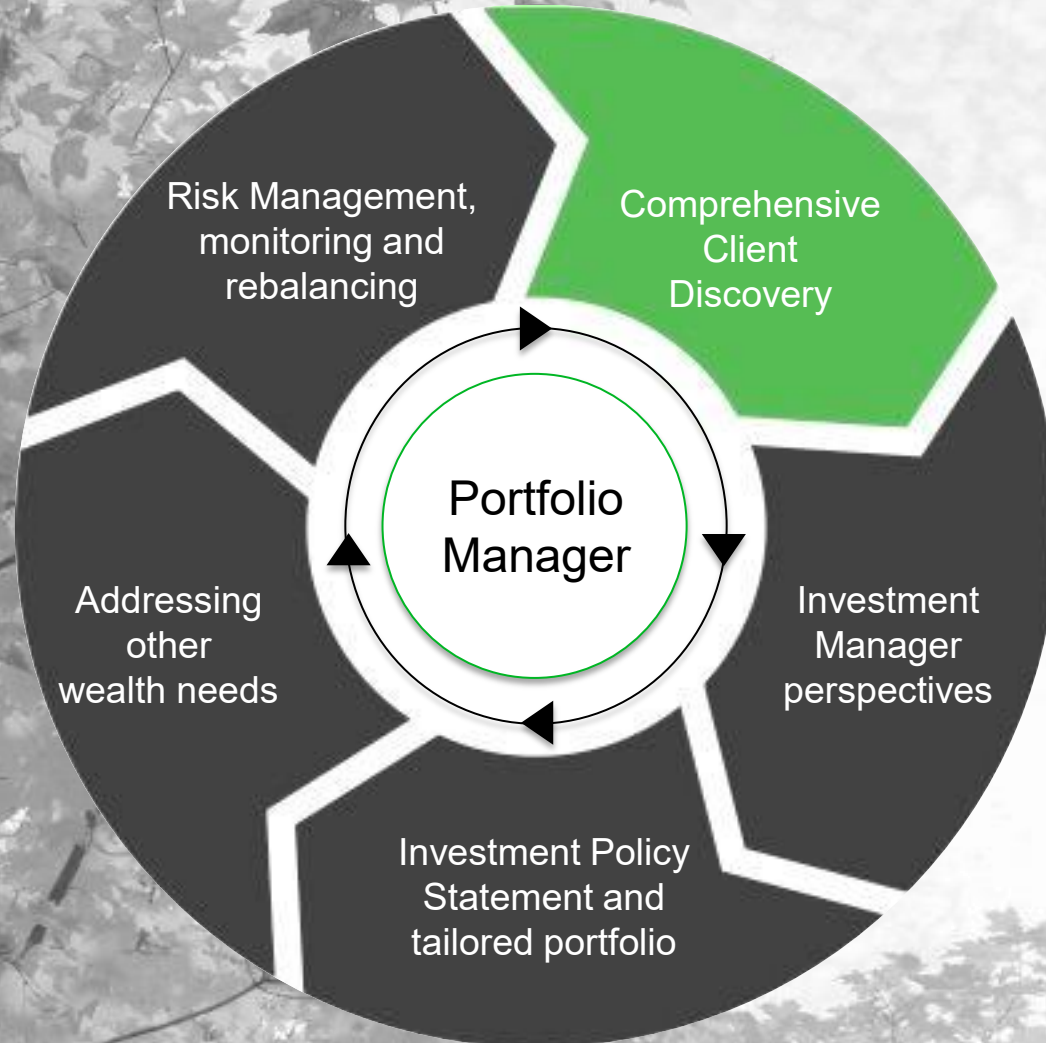 Risk Management,
monitoring and
rebalancing
Comprehensive
Client
Discovery
Portfolio
Manager
Addressing
other
wealth needs
Investment
Manager
perspectives
Investment Policy
Statement and
tailored portfolio